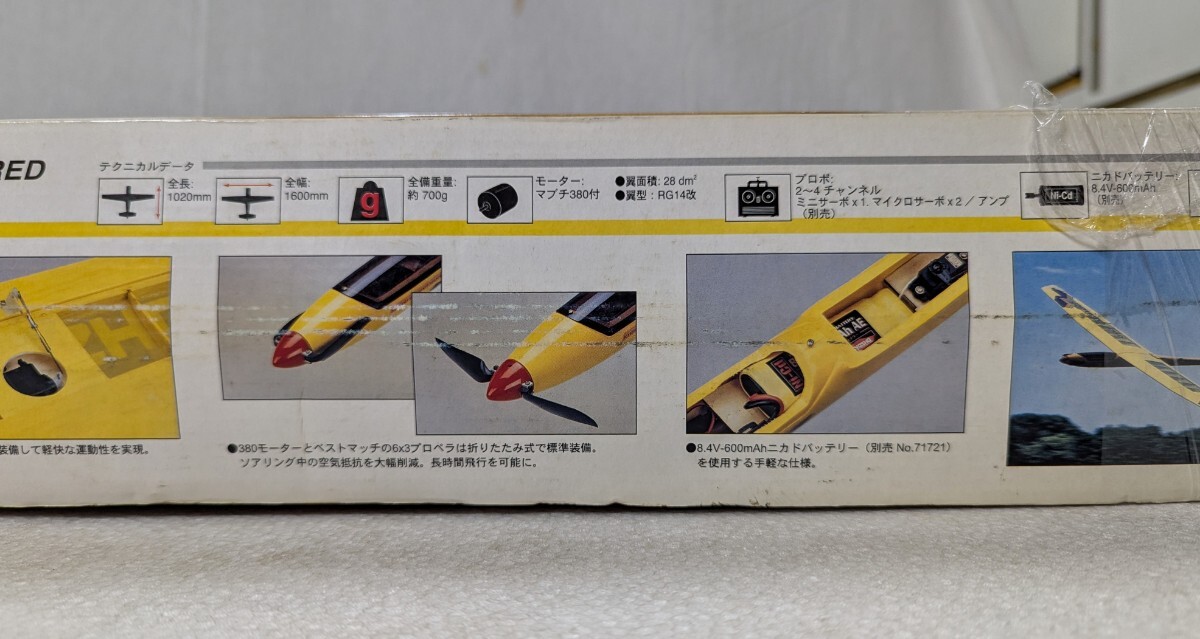 RED
テクニカルデータ
全長:
1020mm
全幅:
1600mm
g
全備重量:
約 700g
モーター:
マブチ380付
●翼面積: 28 dm²
●翼型 : RG14改
プロポ:
2〜4 チャンネル
ミニサーボ x 1. マイクロサーボ x 2 / アンプ
(別売)
Ni-Cd
ニカドバッテリー:
8.4V-600mAh
(別売)
装備して軽快な運動性を実現。
●380モーターとベストマッチの6x3プロペラは折りたたみ式で標準装備。
ソアリング中の空気抵抗を大幅削減。長時間飛行を可能に。
Ah AE
Ni-Cd
●8.4V-600mAhニカドバッテリー(別売 No.71721)
を使用する手軽な仕様。